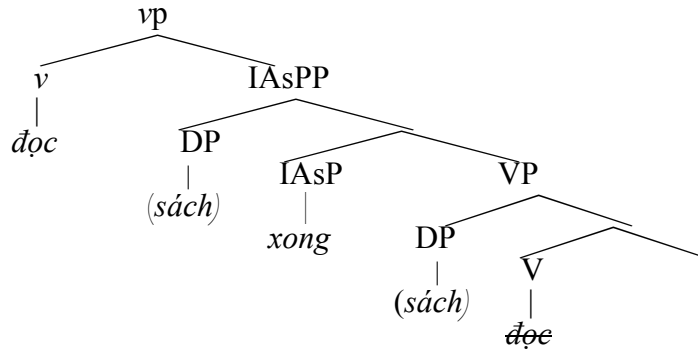 vp
v IAsPP
đọc DP
(sách) IAsP VP
xong DP
V
(sách)
đọc